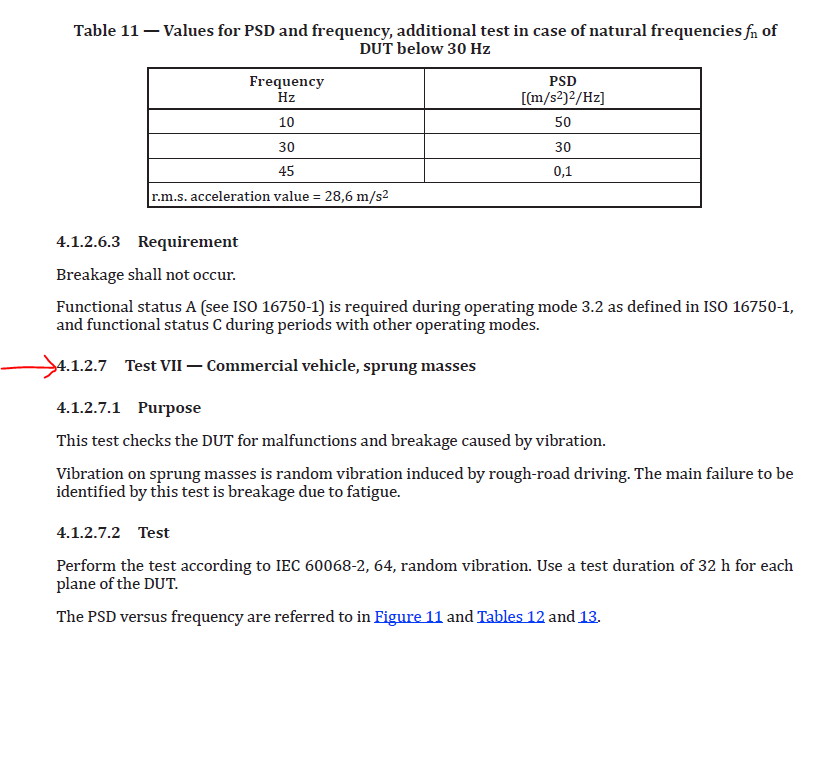 Table 11 — Values for PSD and frequency, additional test in case of natural frequencies fn of
DUT below 30 Hz
Frequency PSD
Hz [(m/s2)2/Hz]
10 50
30 30
45 0,1
r.m.s. acceleration value = 28,6 m/s2
4.1.2.6.3 Requirement
Breakage shall not occur.
Functional status A (see ISO 16750-1) is required during operating mode 3.2 as defined in ISO 16750-1,
and functional status C during periods with other operating modes.
4.1.2.7 Test VII — Commercial vehicle, sprung masses
4.1.2.7.1 Purpose
This test checks the DUT for malfunctions and breakage caused by vibration.
Vibration on sprung masses is random vibration induced by rough-road driving. The main failure to be
identified by this test is breakage due to fatigue.
4.1.2.7.2 Test
Perform the test according to IEC 60068-2, 64, random vibration. Use a test duration of 32 h for each
plane of the DUT.
The PSD versus frequency are referred to in Figure 11 and Tables 12 and 13.